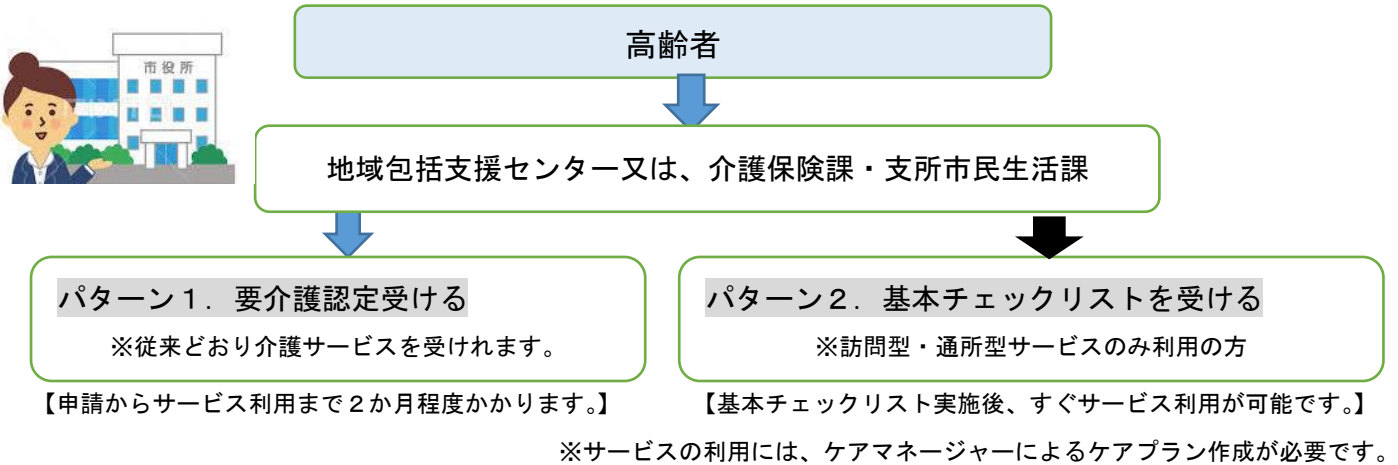 市役所
高齢者
地域包括支援センター又は、介護保険課・支所市民生活課
パターン１．要介護認定受ける
※従来どおり介護サービスを受けれます。
【申請からサービス利用まで２か月程度かかります。】
パターン２．基本チェックリストを受ける
※訪問型・通所型サービスのみ利用の方
【基本チェックリスト実施後、すぐサービス利用が可能です。】
※サービスの利用には、ケアマネージャーによるケアプラン作成が必要です。